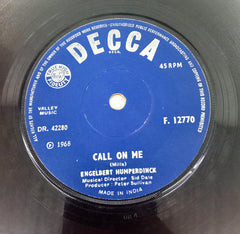 DECCA
45 RPM
VALLEY
MUSIC
F. 12770
DR. 42280
℗ 1968
CALL ON ME
(Mills)
ENGELBERT HUMPERDINCK
Musical Director Sid Dale
Producer: Peter Sullivan
MADE IN INDIA